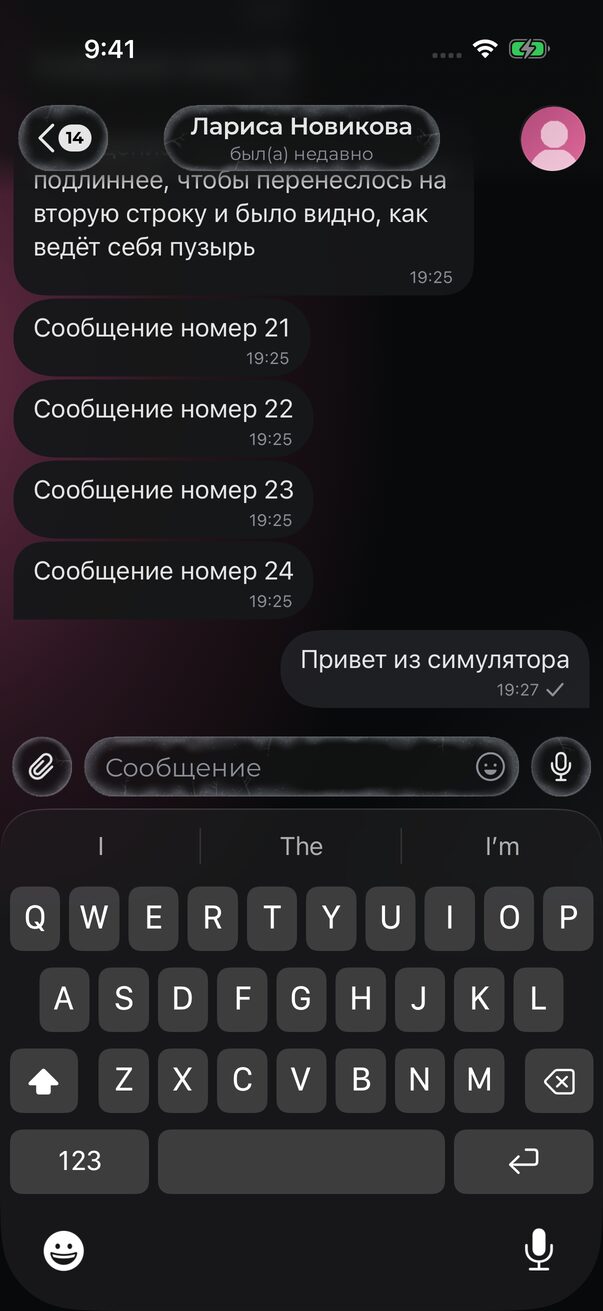 9:41
14
Лариса Новикова
был(а) недавно
подлиннее, чтобы перенеслось на
вторую строку и было видно, как
ведёт себя пузырь
19:25
Сообщение номер 21
19:25
Сообщение номер 22
19:25
Сообщение номер 23
19:25
Сообщение номер 24
19:25
Привет из симулятора
19:27
Сообщение
I The I’m
Q W E R T Y U I O P
A S D F G H J K L
Z X C V B N M
123